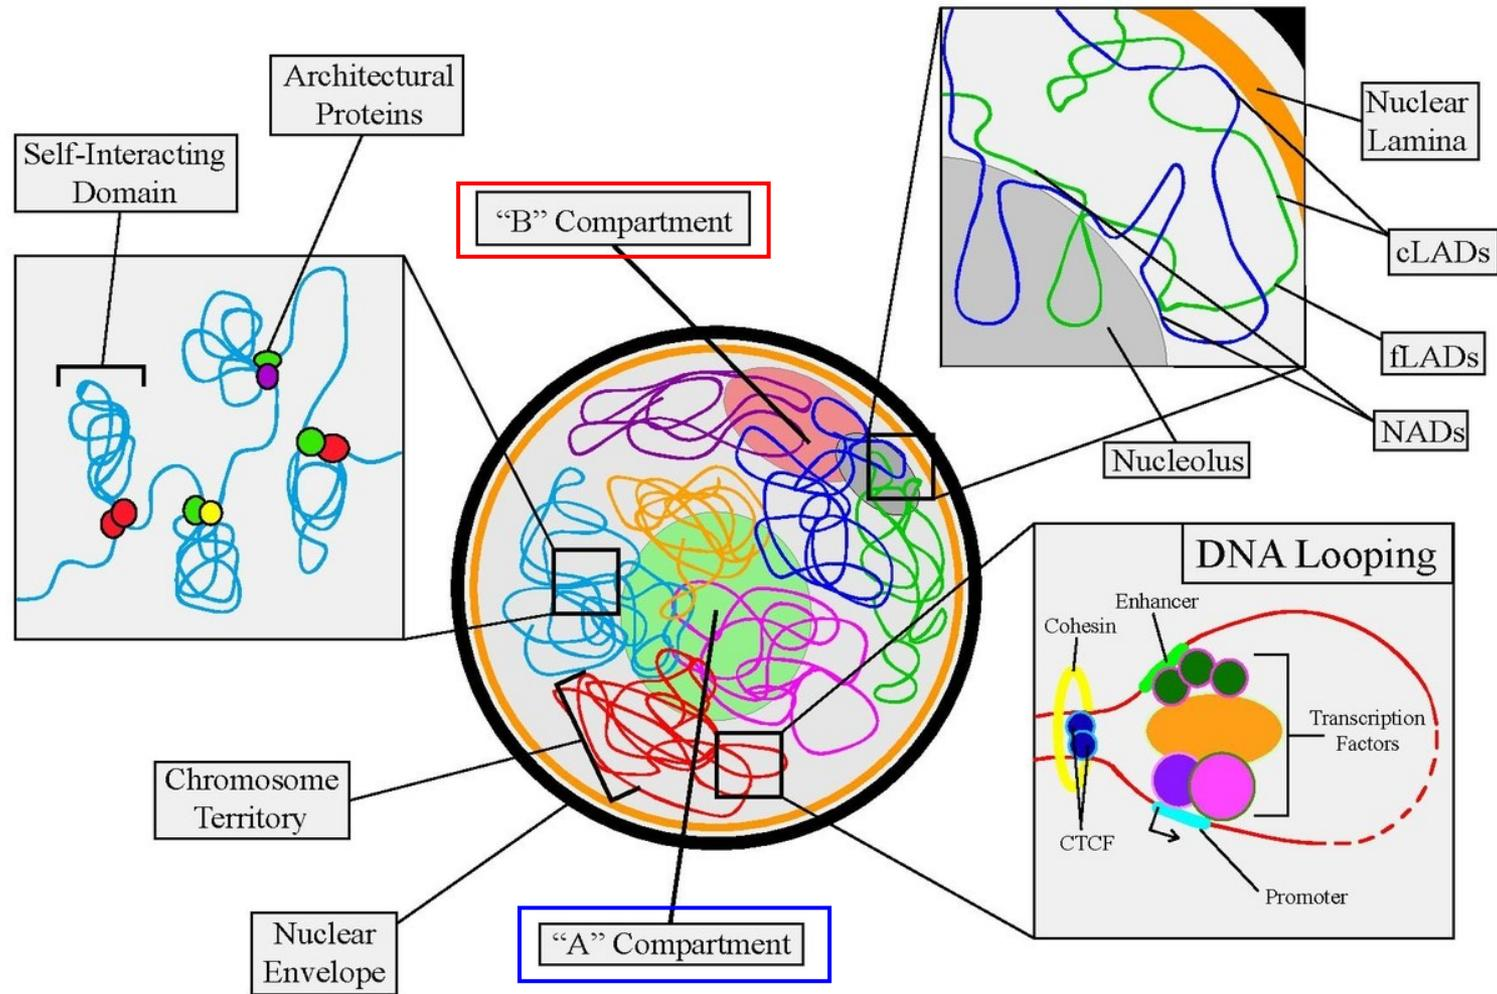 Architectural
Proteins
Self-Interacting
Domain
“B” Compartment
Nuclear
Lamina
cLADs
fLADs
NADs
Nucleolus
DNA Looping
Enhancer
Cohesin
Transcription
Factors
CTCF
Promoter
Chromosome
Territory
Nuclear
Envelope
“A” Compartment